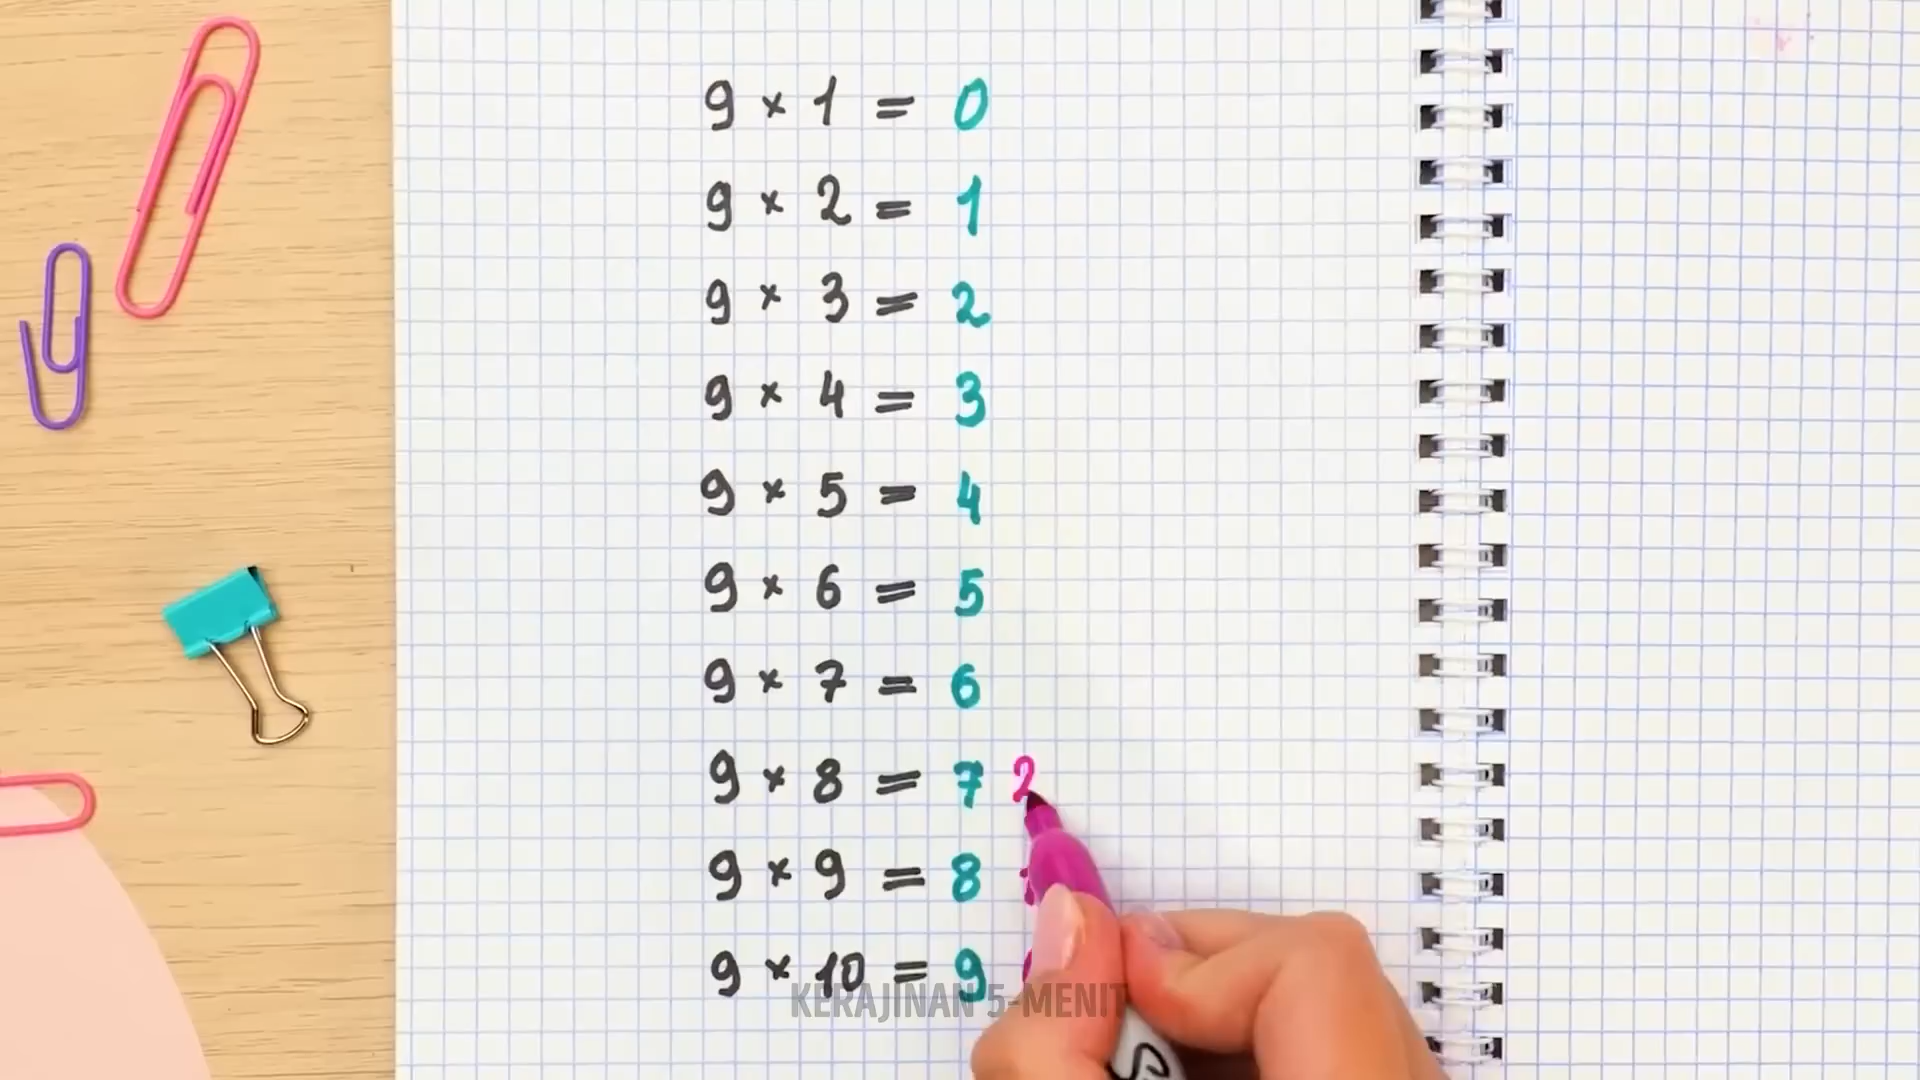 9 × 1 = 0
9 × 2 = 1
9 × 3 = 2
9 × 4 = 3
9 × 5 = 4
9 × 6 = 5
9 × 7 = 6
9 × 8 = 7 2
9 × 9 = 8
9 × 10 = 9
KERAJINAN 5-MENIT